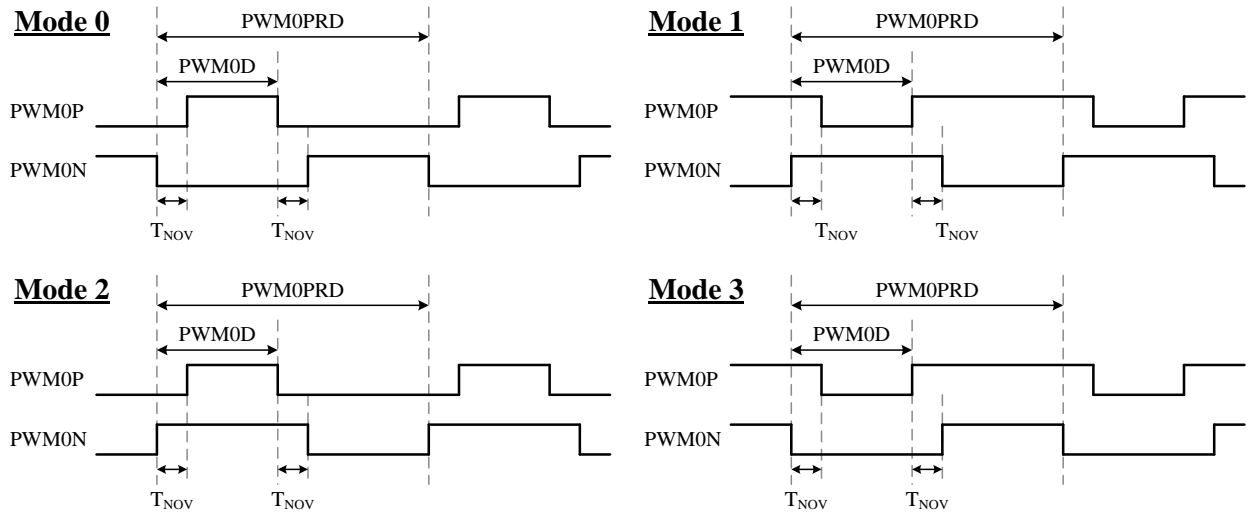 Mode 0
PWM0PRD
PWM0D
PWM0P
PWM0N
TNOV
TNOV
Mode 1
PWM0PRD
PWM0D
PWM0P
PWM0N
TNOV
TNOV
Mode 2
PWM0PRD
PWM0D
PWM0P
PWM0N
TNOV
TNOV
Mode 3
PWM0PRD
PWM0D
PWM0P
PWM0N
TNOV
TNOV